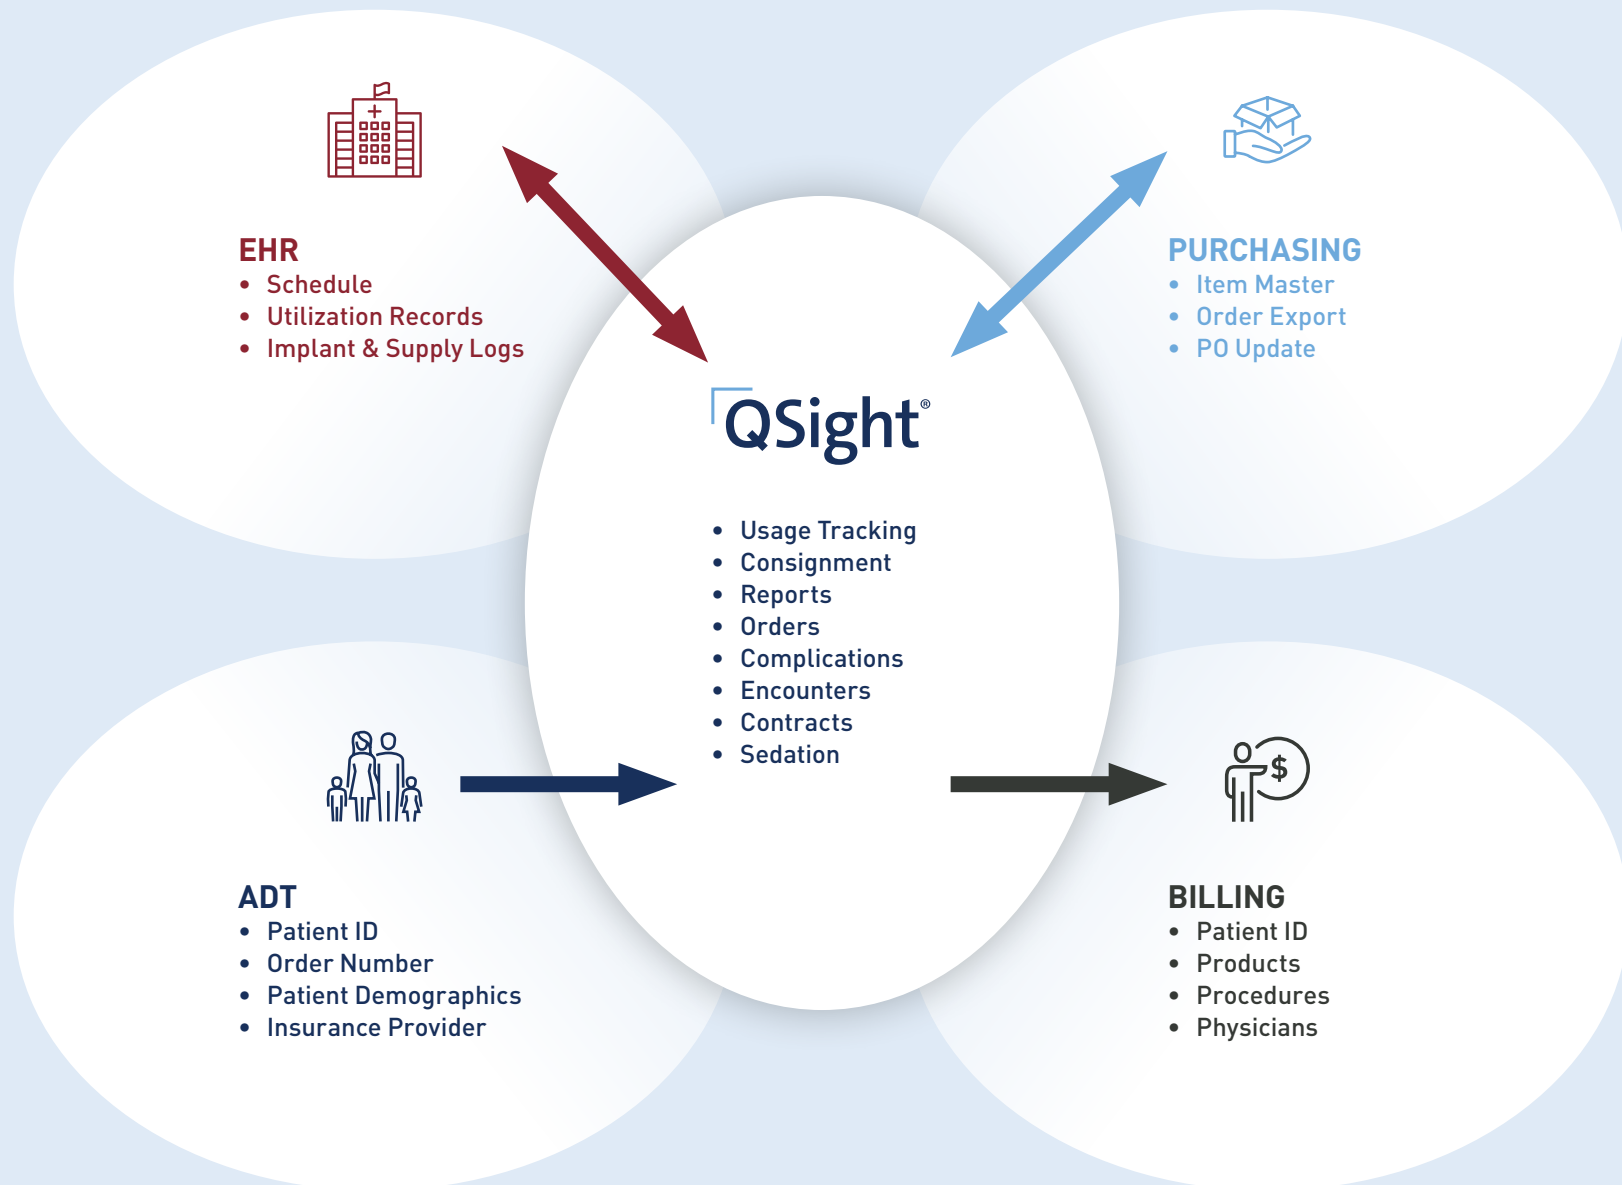 EHR
• Schedule
• Utilization Records
• Implant & Supply Logs
PURCHASING
• Item Master
• Order Export
• PO Update
QSight®
• Usage Tracking
• Consignment
• Reports
• Orders
• Complications
• Encounters
• Contracts
• Sedation
ADT
• Patient ID
• Order Number
• Patient Demographics
• Insurance Provider
$
BILLING
• Patient ID
• Products
• Procedures
• Physicians